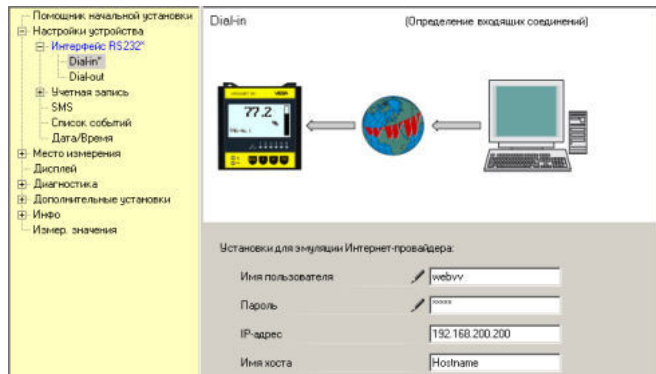 Помощник начальной установки
Настройки устройства
Интерфейс RS232"
Dial-in"
Dial-out
Учетная запись
SMS
Список событий
Дата/Время
Место измерения
Дисплей
Диагностика
Дополнительные установки
Инфо
Измер. значения
Dial-in (Определение входящих соединений)
VEGA
77.2
%
WWW
Установки для эмуляции Интернет-провайдера:
Имя пользователя webvv
Пароль ×××××
IP-адрес 192.168.200.200
Имя хоста Hostname